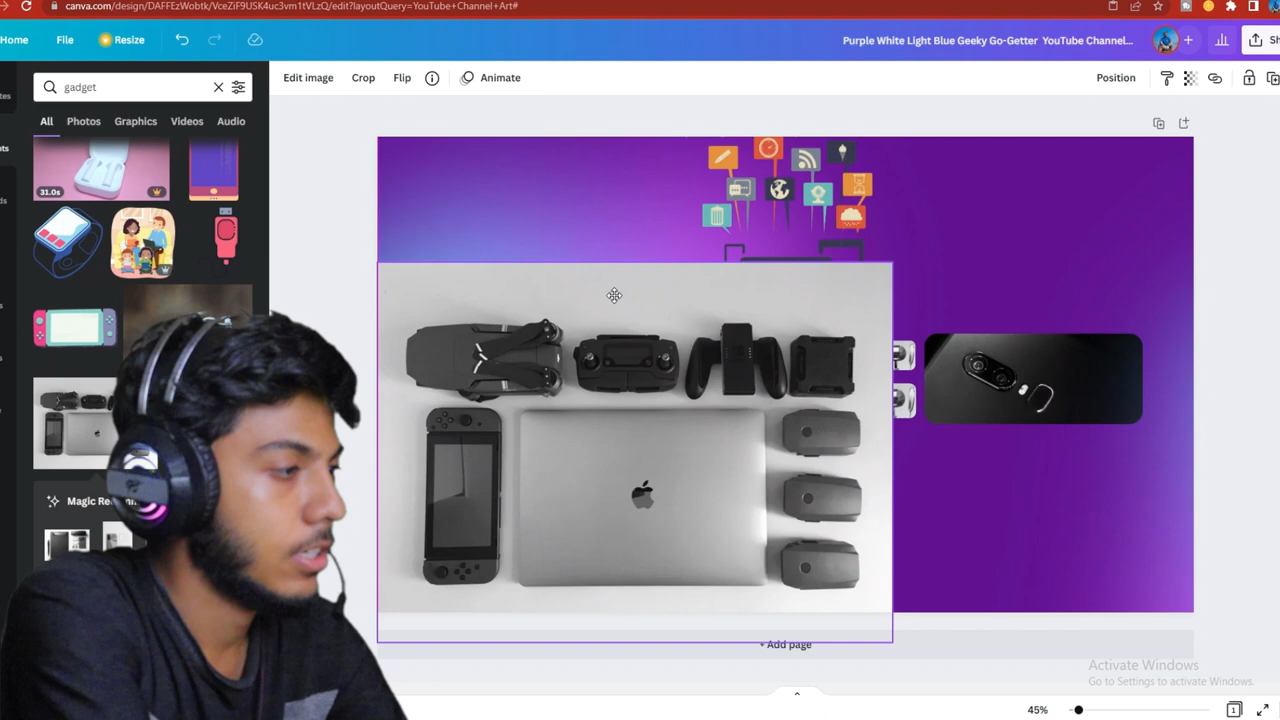 canva.com/design/DAFFEzWobtk/VceZiF9USK4uc3vm1tVLzQ/edit?layoutQuery=YouTube+Channel+Art#
Home
File
Resize
Purple White Light Blue Geeky Go-Getter YouTube Channel...
gadget
Edit image
Crop
Flip
Animate
Position
All
Photos
Graphics
Videos
Audio
31.0s
+ Add page
Activate Windows
Go to Settings to activate Windows.
45%
1